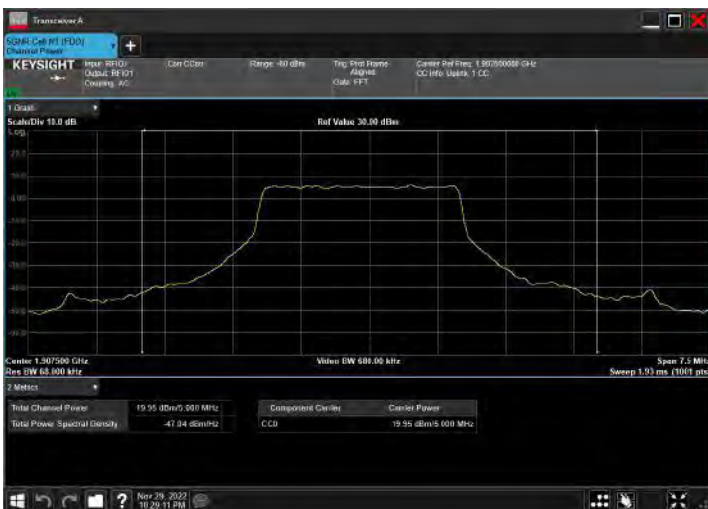 Transceiver A
5GNR-Cell #1 (FDD)
Channel Power
KEYSIGHT
Input: RFIO1
Output: RFIO1
Coupling: AC
Corr CCorr
Range: -60 dBm
Trig: Prot Frame
Aligned
Gate: FFT
Carrier Ref Freq: 1.907500000 GHz
CC Info: Uplink, 1 CC
1 Graph
Scale/Div 10.0 dB
Ref Value 30.00 dBm
Log
Center 1.907500 GHz
Video BW 680.00 kHz
Span 7.5 MHz
Res BW 68.000 kHz
Sweep 1.93 ms (1001 pts
2 Metrics
Total Channel Power
19.95 dBm/5.000 MHz
Total Power Spectral Density
-47.04 dBm/Hz
Component Carrier
Carrier Power
CC0
19.95 dBm/5.000 MHz
?
Nov 29, 2022
10:29:11 PM